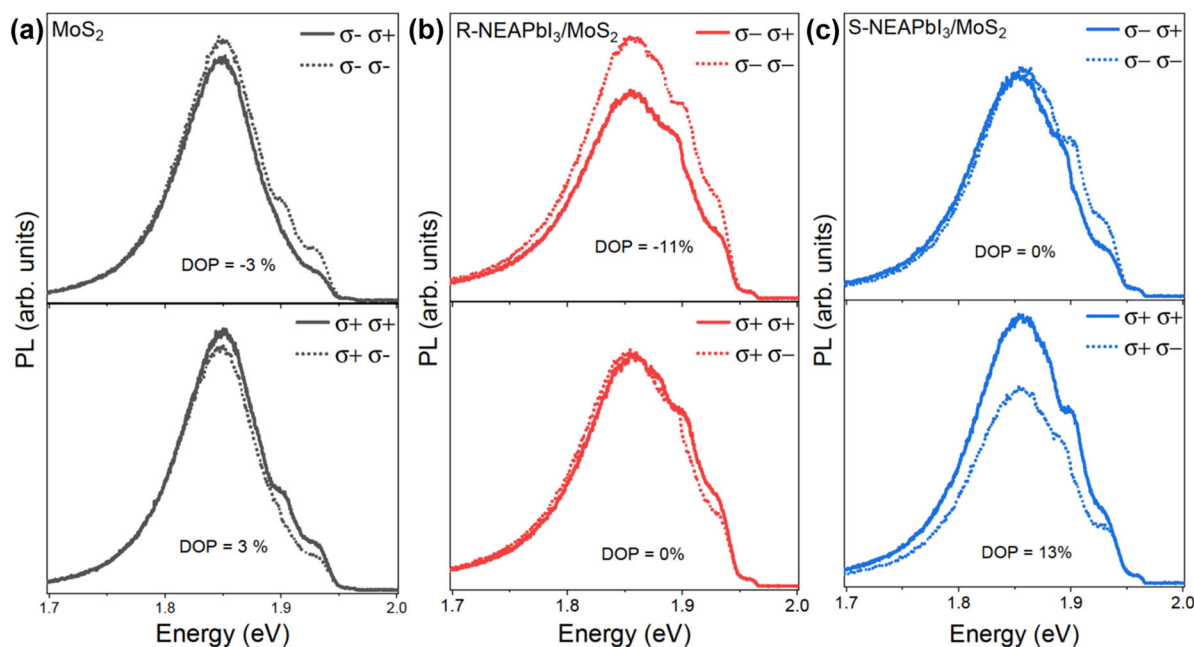 (a) MoS₂
σ- σ+
σ- σ-
DOP = -3 %
σ+ σ+
σ+ σ-
DOP = 3 %
PL (arb. units)
1.7 1.8 1.9 2.0
Energy (eV)
(b) R-NEAPbI₃/MoS₂
σ− σ+
σ− σ−
DOP = -11%
σ+ σ+
σ+ σ−
DOP = 0%
PL (arb. units)
1.7 1.8 1.9 2.0
Energy (eV)
(c) S-NEAPbI₃/MoS₂
σ− σ+
σ− σ−
DOP = 0%
σ+ σ+
σ+ σ−
DOP = 13%
PL (arb. units)
1.7 1.8 1.9 2.0
Energy (eV)